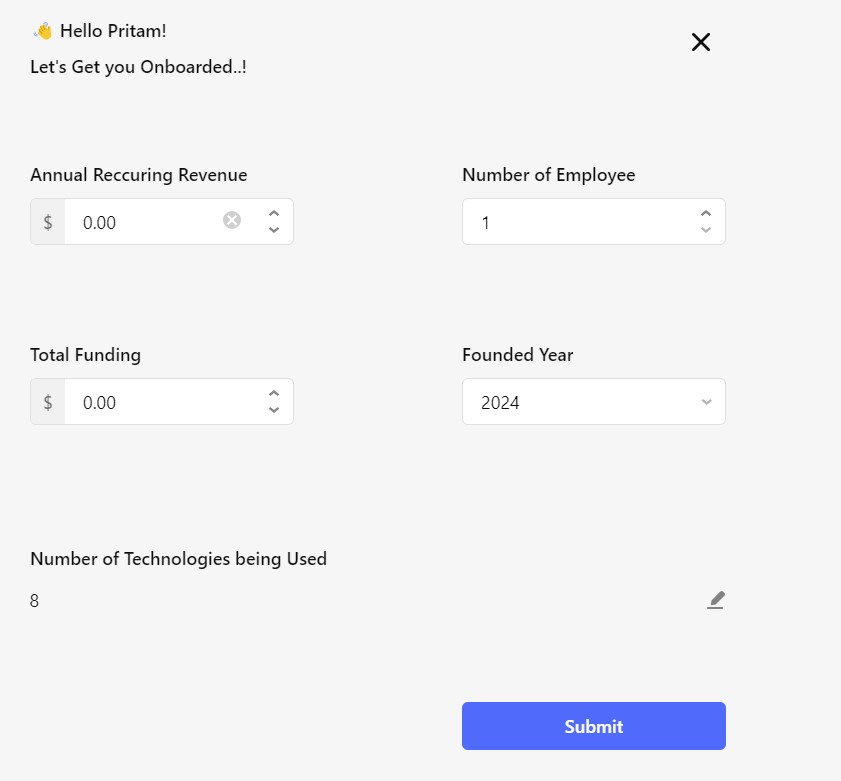 👋 Hello Pritam!
Let's Get you Onboarded..!
Annual Reccuring Revenue
Number of Employee
$ 0.00
1
Total Funding
Founded Year
$ 0.00
2024
Number of Technologies being Used
8
Submit